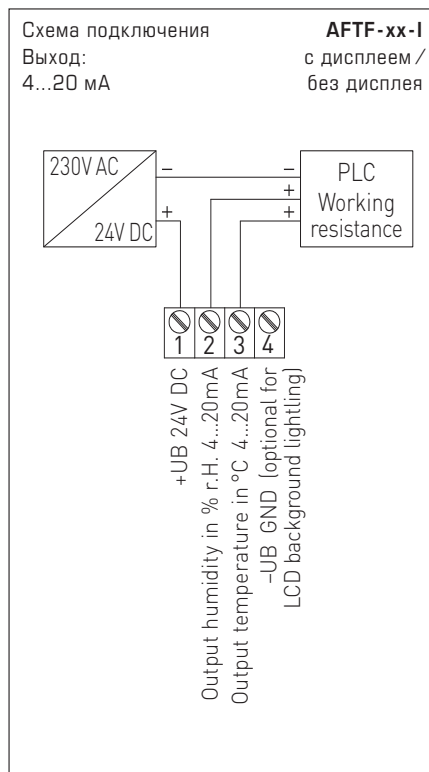 Схема подключения
AFTF-xx-I
Выход:
с дисплеем /
4...20 мА
без дисплея
230V AC
24V DC
–
+
–
+
+
PLC
Working
resistance
1
2
3
4
+UB 24V DC
Output humidity in % r.H. 4...20mA
Output temperature in °C 4...20mA
–UB GND (optional for
LCD background lightling)